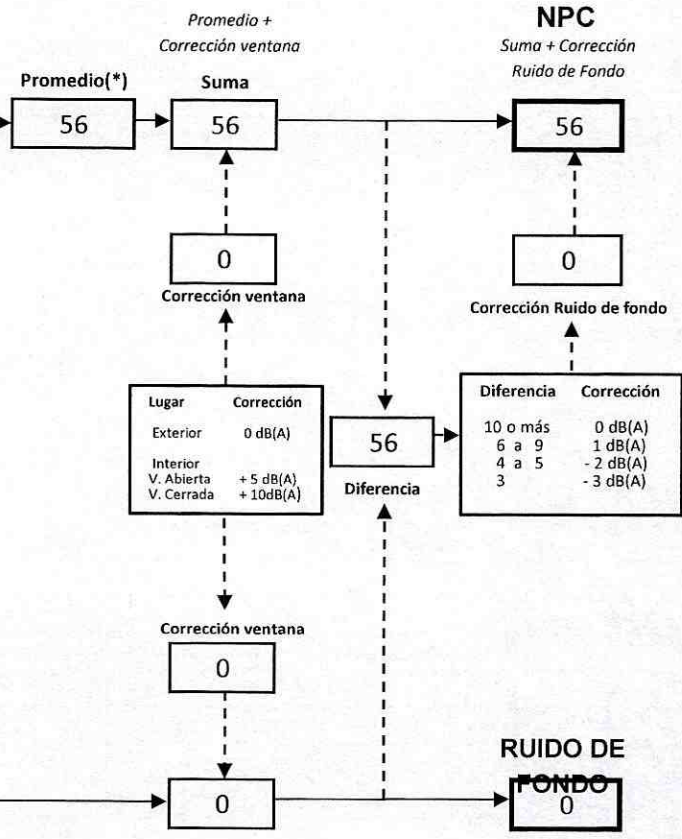 Promedio +
Corrección ventana
NPC
Suma + Corrección
Ruido de Fondo
Promedio(*)
Suma
56
56
56
0
Corrección ventana
0
Corrección Ruido de fondo
Lugar Corrección
Exterior 0 dB(A)
Interior
V. Abierta + 5 dB(A)
V. Cerrada + 10dB(A)
56
Diferencia
Diferencia Corrección
10 o más 0 dB(A)
6 a 9 1 dB(A)
4 a 5 - 2 dB(A)
3 - 3 dB(A)
Corrección ventana
0
0
RUIDO DE
FONDO
0